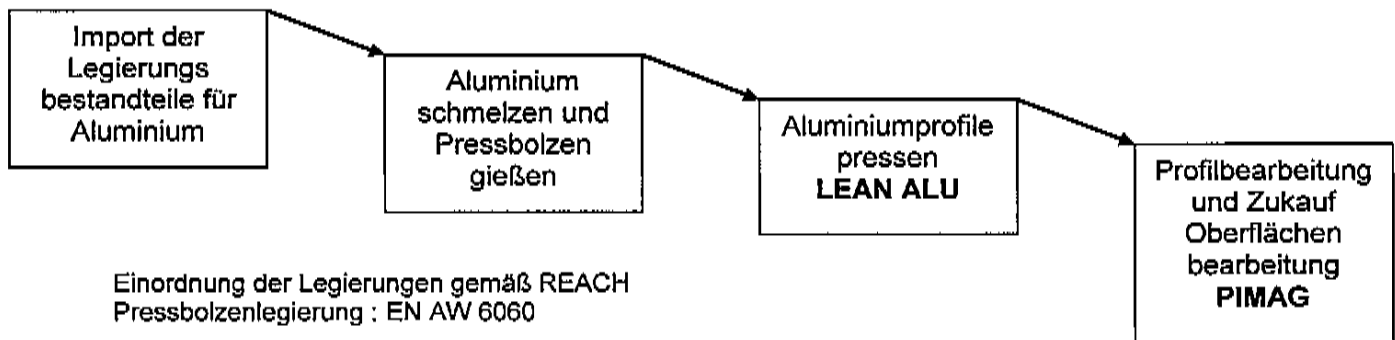 Import der
Legierungs
bestandteile für
Aluminium
Aluminium
schmelzen und
Pressbolzen
gießen
Aluminiumprofile
pressen
LEAN ALU
Profilbearbeitung
und Zukauf
Oberflächen
bearbeitung
PIMAG
Einordnung der Legierungen gemäß REACH
Pressbolzenlegierung : EN AW 6060